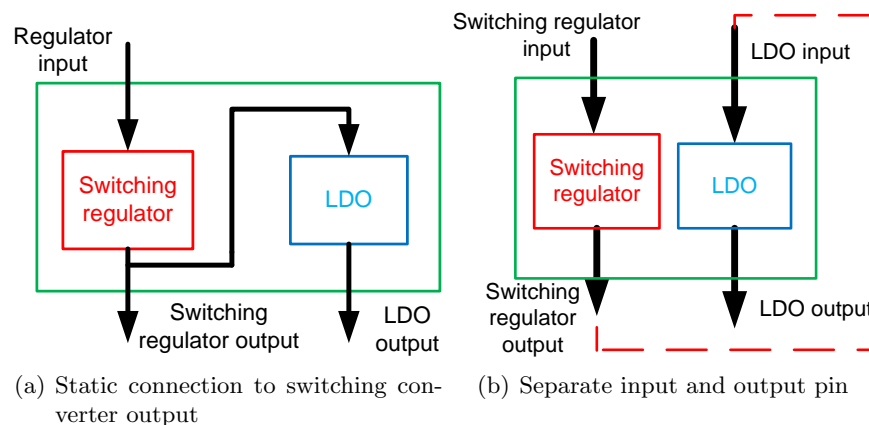 Regulator
input
Switching
regulator
LDO
Switching
regulator output
LDO
output
(a) Static connection to switching con-
verter output
Switching regulator
input
LDO input
Switching
regulator
LDO
Switching
regulator
output
LDO output
(b) Separate input and output pin